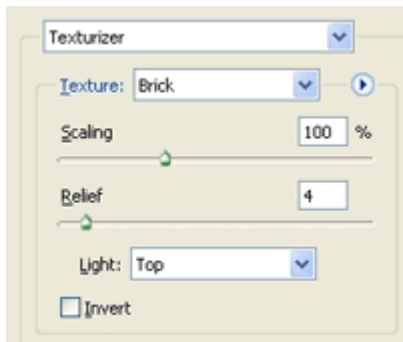 Texturizer
Texture: Brick
Scaling 100 %
Relief 4
Light: Top
Invert